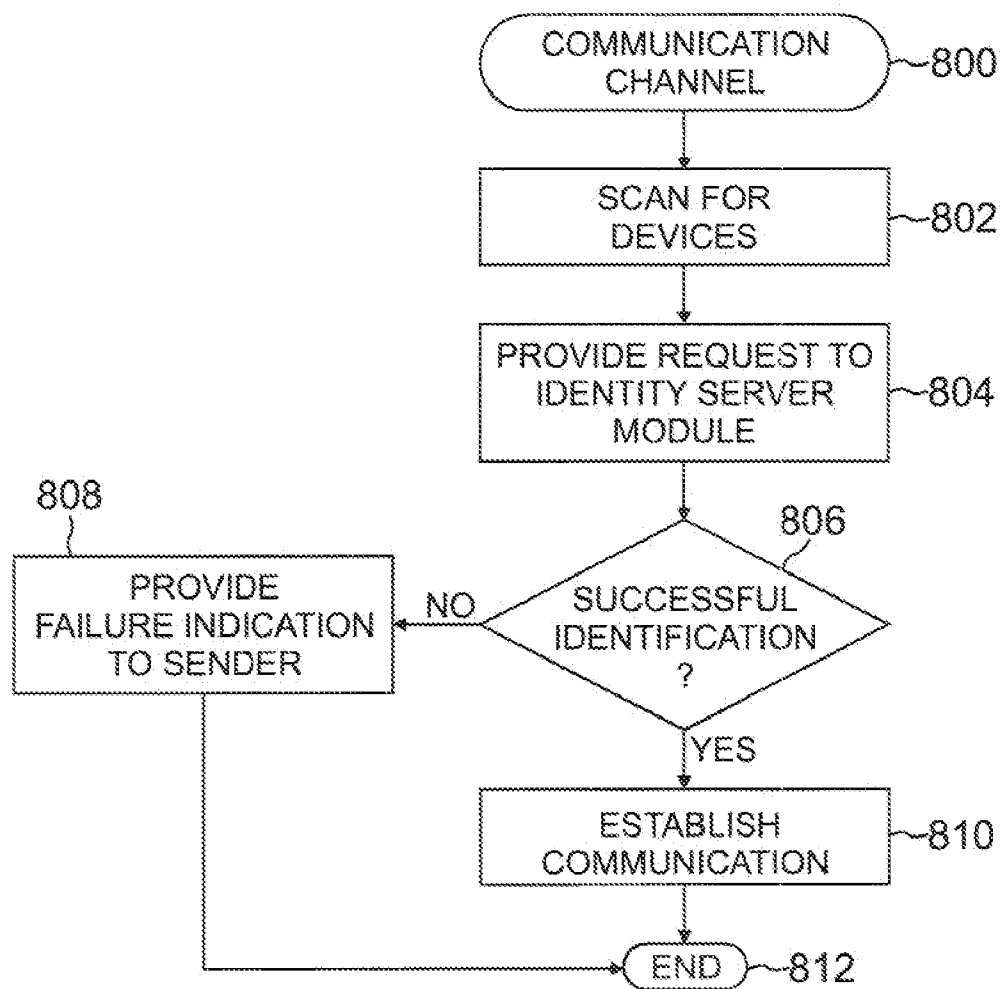 COMMUNICATION
CHANNEL
800
SCAN FOR
DEVICES
802
PROVIDE REQUEST TO
IDENTITY SERVER
MODULE
804
806
SUCCESSFUL
IDENTIFICATION
?
NO
808
PROVIDE
FAILURE INDICATION
TO SENDER
YES
ESTABLISH
COMMUNICATION
810
END
812